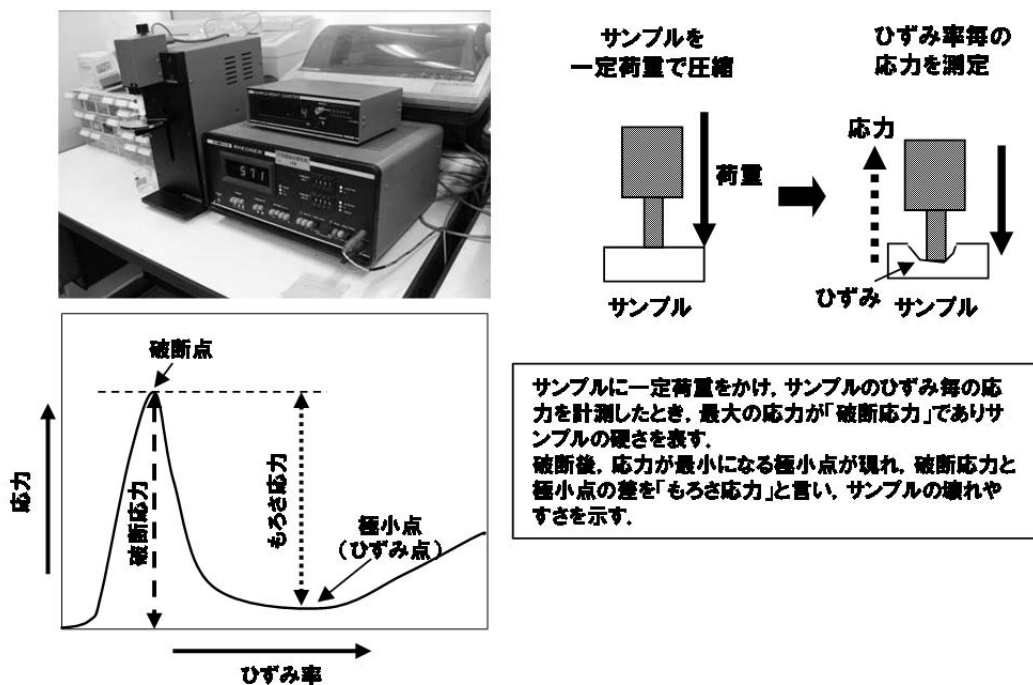 RHEONER
571
4
サンプルを
一定荷重で圧縮
ひずみ率毎の
応力を測定
応力
荷重
ひずみ
サンプル
サンプル
破断点
応力
破断応力
もろさ応力
極小点
（ひずみ点）
ひずみ率
サンプルに一定荷重をかけ，サンプルのひずみ毎の応
力を計測したとき，最大の応力が「破断応力」でありサ
ンプルの硬さを表す．
破断後，応力が最小になる極小点が現れ，破断応力と
極小点の差を「もろさ応力」と言い，サンプルの壊れや
すさを示す．